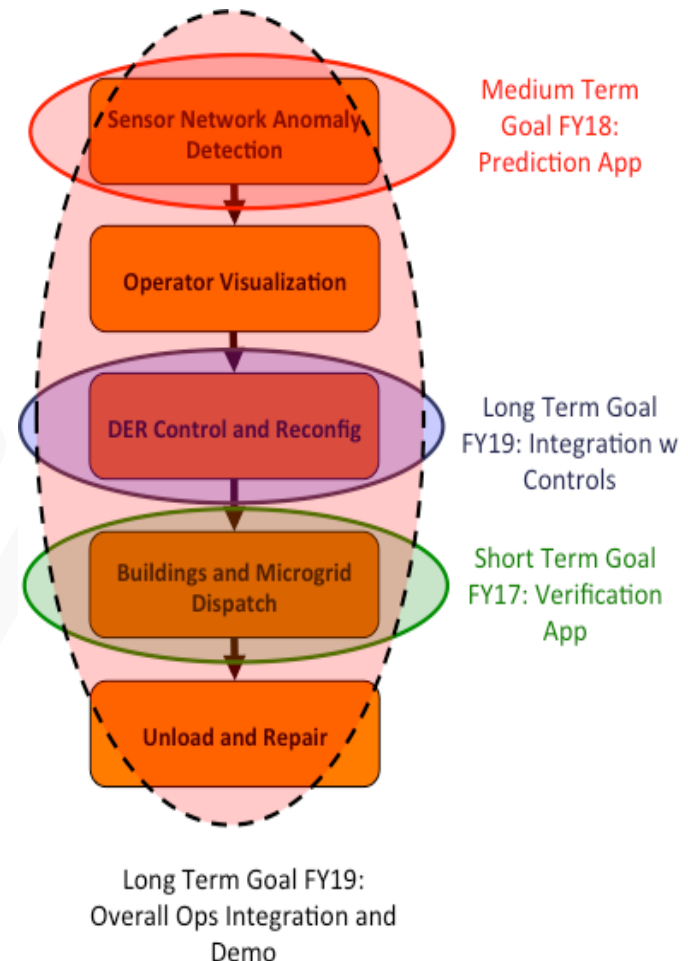 Sensor Network Anomaly
Detection
Medium Term
Goal FY18:
Prediction App
Operator Visualization
DER Control and Reconfig
Long Term Goal
FY19: Integration w
Controls
Buildings and Microgrid
Dispatch
Short Term Goal
FY17: Verification
App
Unload and Repair
Long Term Goal FY19:
Overall Ops Integration and
Demo